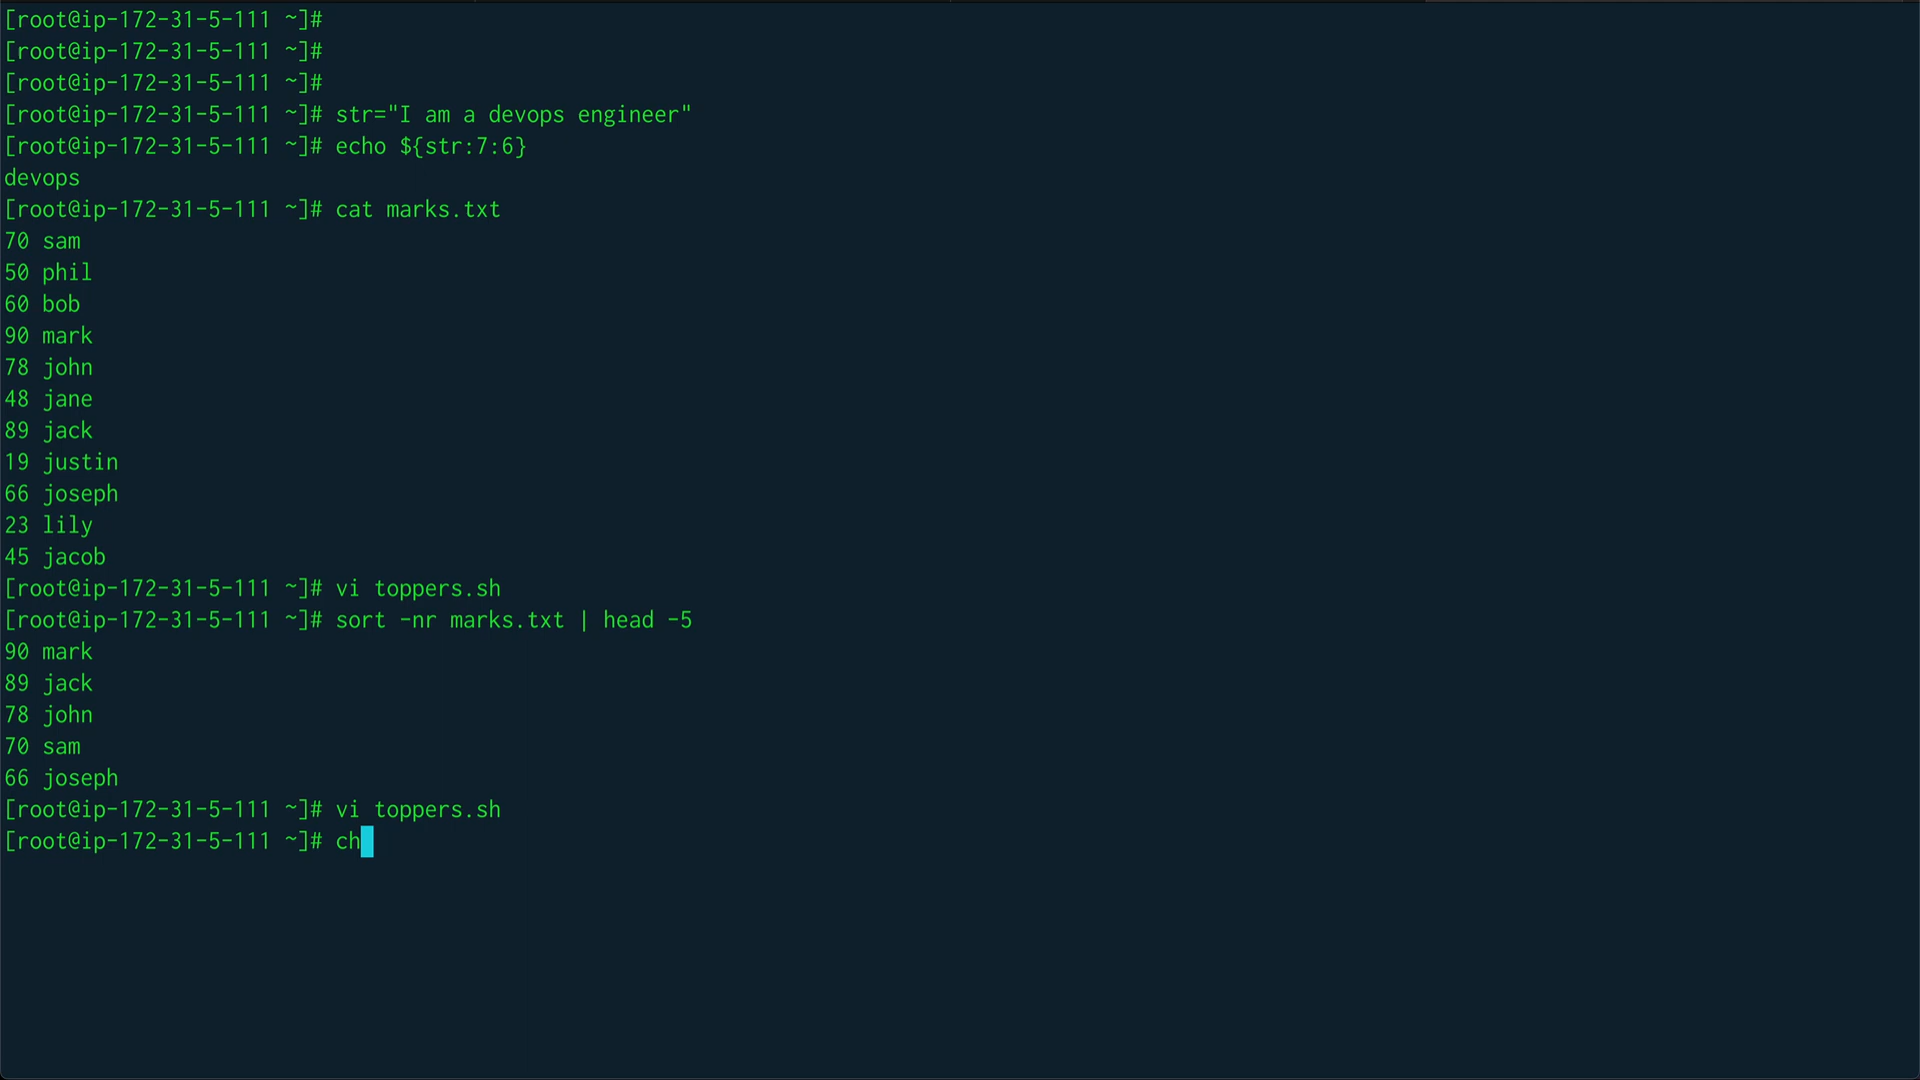 [root@ip-172-31-5-111 ~]#
[root@ip-172-31-5-111 ~]#
[root@ip-172-31-5-111 ~]#
[root@ip-172-31-5-111 ~]# str="I am a devops engineer"
[root@ip-172-31-5-111 ~]# echo ${str:7:6}
devops
[root@ip-172-31-5-111 ~]# cat marks.txt
70 sam
50 phil
60 bob
90 mark
78 john
48 jane
89 jack
19 justin
66 joseph
23 lily
45 jacob
[root@ip-172-31-5-111 ~]# vi toppers.sh
[root@ip-172-31-5-111 ~]# sort -nr marks.txt | head -5
90 mark
89 jack
78 john
70 sam
66 joseph
[root@ip-172-31-5-111 ~]# vi toppers.sh
[root@ip-172-31-5-111 ~]# ch